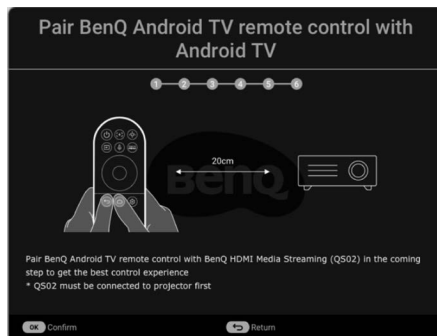 Pair BenQ Android TV remote control with
Android TV
1 2 3 4 5 6
20cm
BenQ
Pair BenQ Android TV remote control with BenQ HDMI Media Streaming (QS02) in the coming
step to get the best control experience
* QS02 must be connected to projector first
OK Confirm
Return